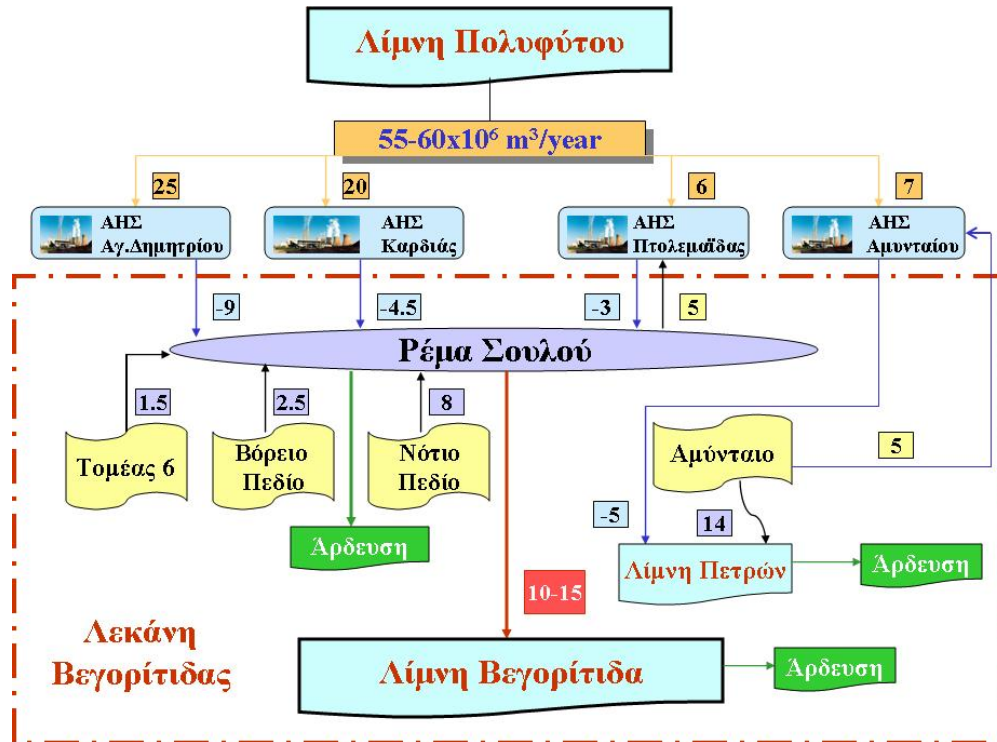 Λίμνη Πολυφύτου
55-60x10⁶ m³/year
25
20
6
7
ΑΗΣ
Αγ.Δημητρίου
ΑΗΣ
Καρδιάς
ΑΗΣ
Πτολεμαΐδας
ΑΗΣ
Αμυνταίου
-9
-4.5
-3
5
Ρέμα Σουλού
1.5
2.5
8
Τομέας 6
Βόρειο
Πεδίο
Νότιο
Πεδίο
Αμύνταιο
5
-5
14
Άρδευση
Λίμνη Πετρών
Άρδευση
10-15
Λεκάνη
Βεγορίτιδας
Λίμνη Βεγορίτιδα
Άρδευση